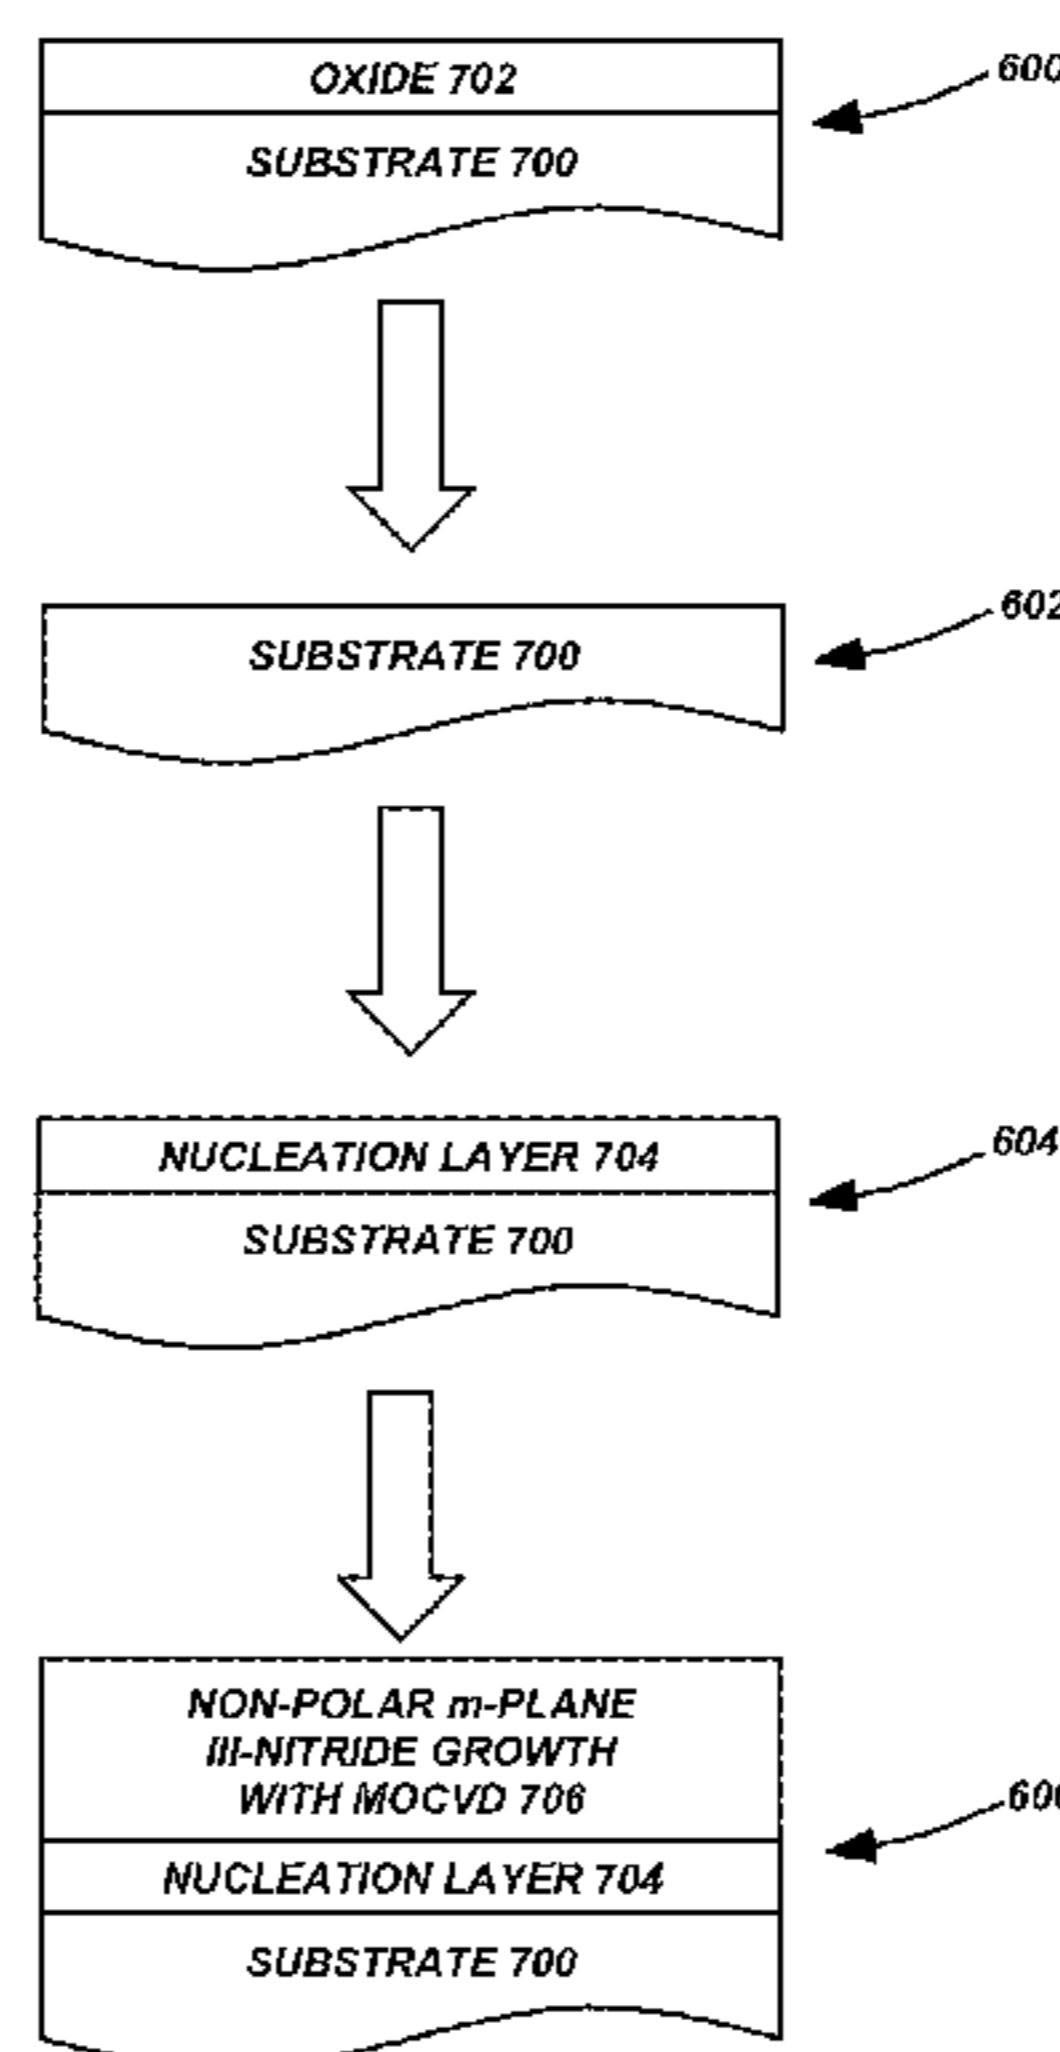 OXIDE 702
600
SUBSTRATE 700
602
SUBSTRATE 700
604
NUCLEATION LAYER 704
SUBSTRATE 700
NON-POLAR m-PLANE
III-NITRIDE GROWTH
WITH MOCVD 706
NUCLEATION LAYER 704
SUBSTRATE 700